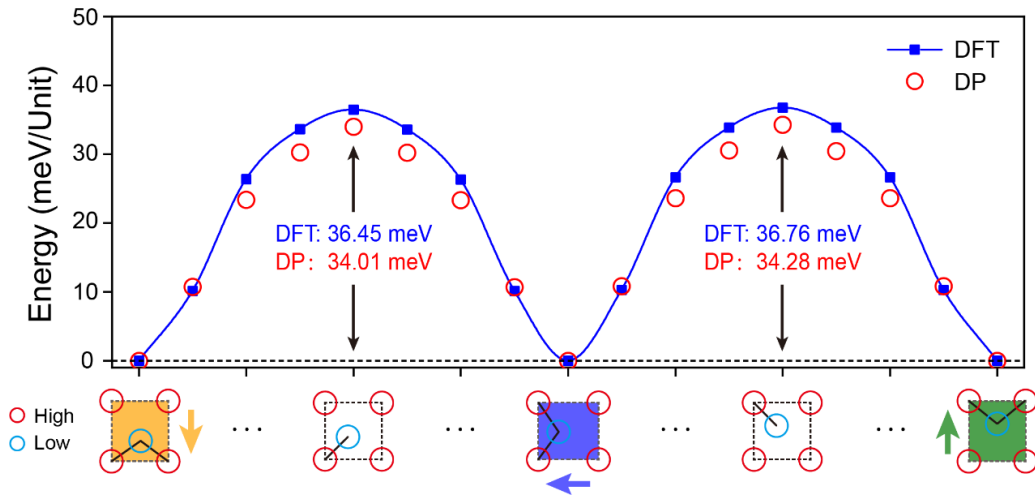 50
40
30
20
10
0
Energy (meV/Unit)
DFT
DP
DFT: 36.45 meV
DP: 34.01 meV
DFT: 36.76 meV
DP: 34.28 meV
High
Low
... ... ... ...